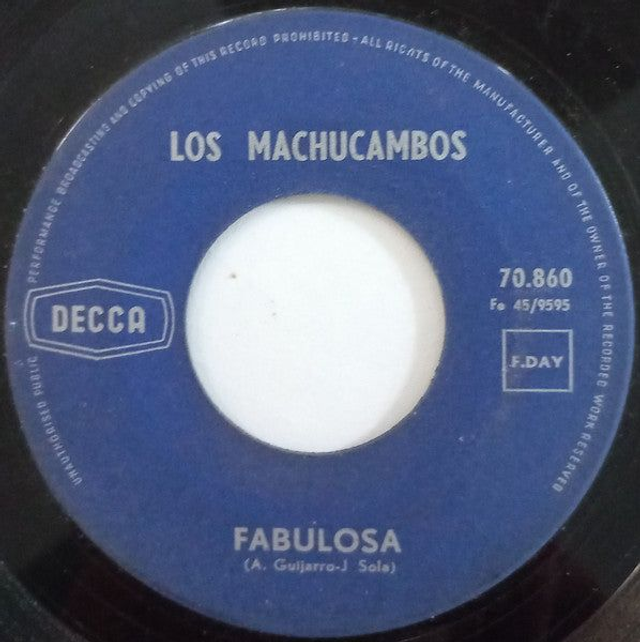 UNAUTHORISED PUBLIC PERFORMANCE BROADCASTING AND COPYING OF THIS RECORD PROHIBITED - ALL RIGHTS OF THE MANUFACTURER AND OF THE OWNER OF THE RECORDED WORK RESERVED
LOS MACHUCAMBOS
DECCA
70.860
Fe 45/9595
F.DAY
FABULOSA
(A. Guijarro-J Sola)